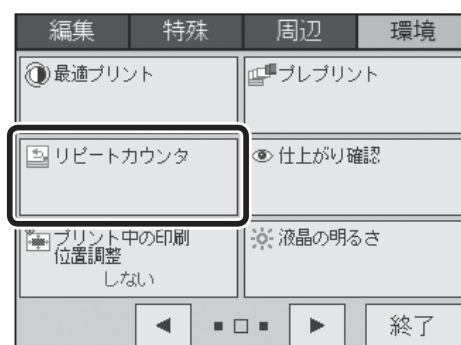 編集 特殊 周辺 環境
最適プリント プレプリント
リピートカウンタ 仕上がり確認
プリント中の印刷
位置調整
しない
液晶の明るさ
終了